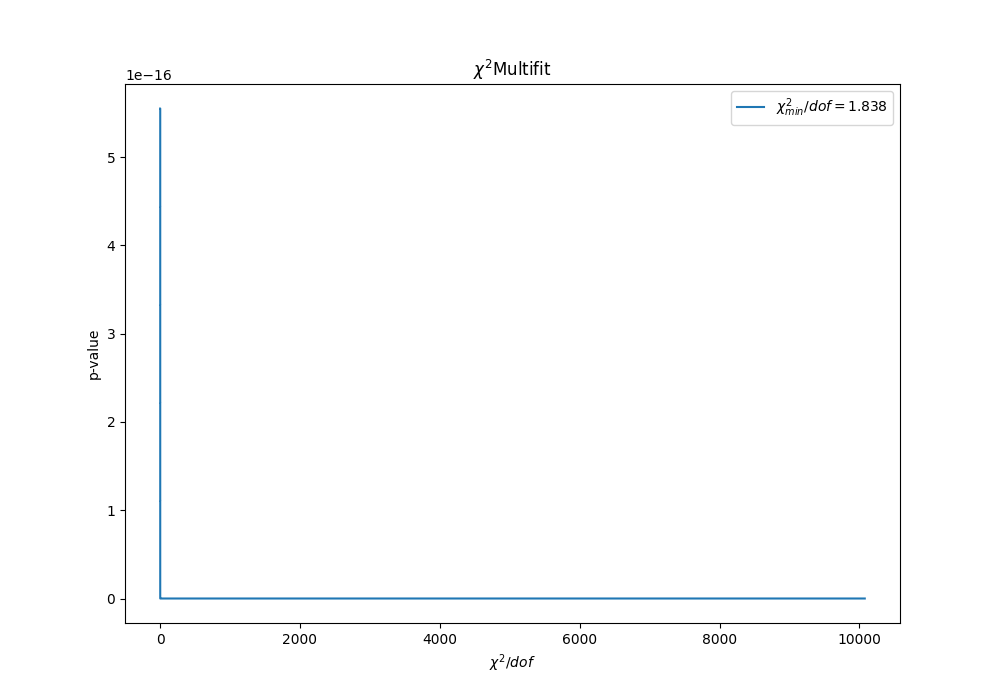 χ²Multifit
1e−16
χ²min/dof = 1.838
5
4
3
2
1
0
p-value
0 2000 4000 6000 8000 10000
χ²/dof